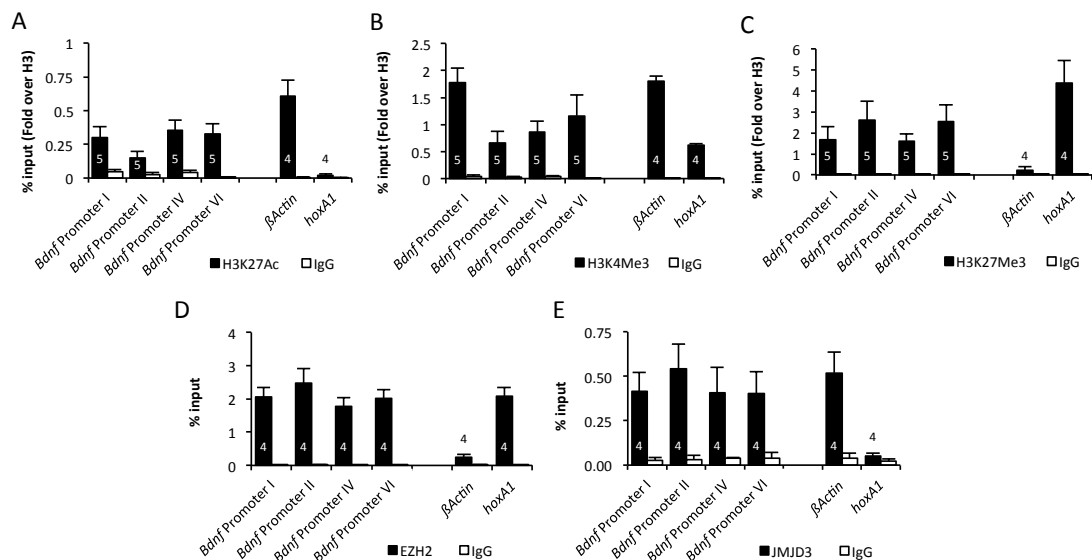 A
% input (Fold over H3)
1
0.75
0.5
0.25
0
5
5
5
5
4
4
Bdnf Promoter I
Bdnf Promoter II
Bdnf Promoter IV
Bdnf Promoter VI
βActin
hoxA1
H3K27Ac IgG
B
% input (Fold over H3)
2.5
2
1.5
1
0.5
0
5
5
5
5
4
4
Bdnf Promoter I
Bdnf Promoter II
Bdnf Promoter IV
Bdnf Promoter VI
βActin
hoxA1
H3K4Me3 IgG
C
% input (Fold over H3)
6
5
4
3
2
1
0
5
5
5
5
4
4
Bdnf Promoter I
Bdnf Promoter II
Bdnf Promoter IV
Bdnf Promoter VI
βActin
hoxA1
H3K27Me3 IgG
D
% input
4
3
2
1
0
4
4
4
4
4
4
Bdnf Promoter I
Bdnf Promoter II
Bdnf Promoter IV
Bdnf Promoter VI
βActin
hoxA1
EZH2 IgG
E
% input
0.75
0.50
0.25
0.00
4
4
4
4
4
4
Bdnf Promoter I
Bdnf Promoter II
Bdnf Promoter IV
Bdnf Promoter VI
βActin
hoxA1
JMJD3 IgG